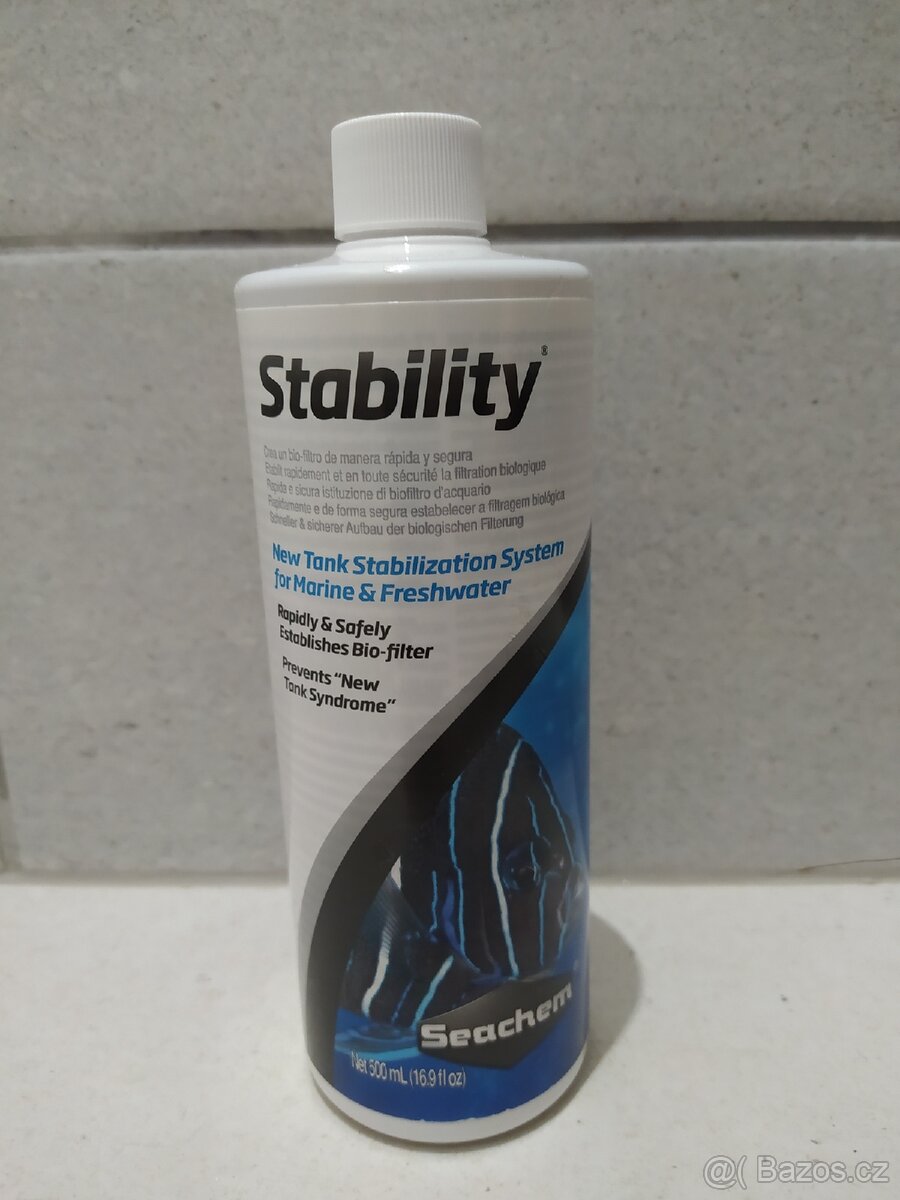 Stability®
Crea un bio-filtro de manera rápida y segura
Établit rapidement et en toute sécurité la filtration biologique
Rapida e sicura istituzione di biofiltro d'acquario
Rapidamente e de forma segura estabelecer a filtragem biológica
Schneller & sicherer Aufbau der biologischen Filterung
New Tank Stabilization System
for Marine & Freshwater
Rapidly & Safely
Establishes Bio-filter
Prevents "New
Tank Syndrome"
Seachem®
Net 500 mL (16.9 fl oz)
@( Bazos.cz